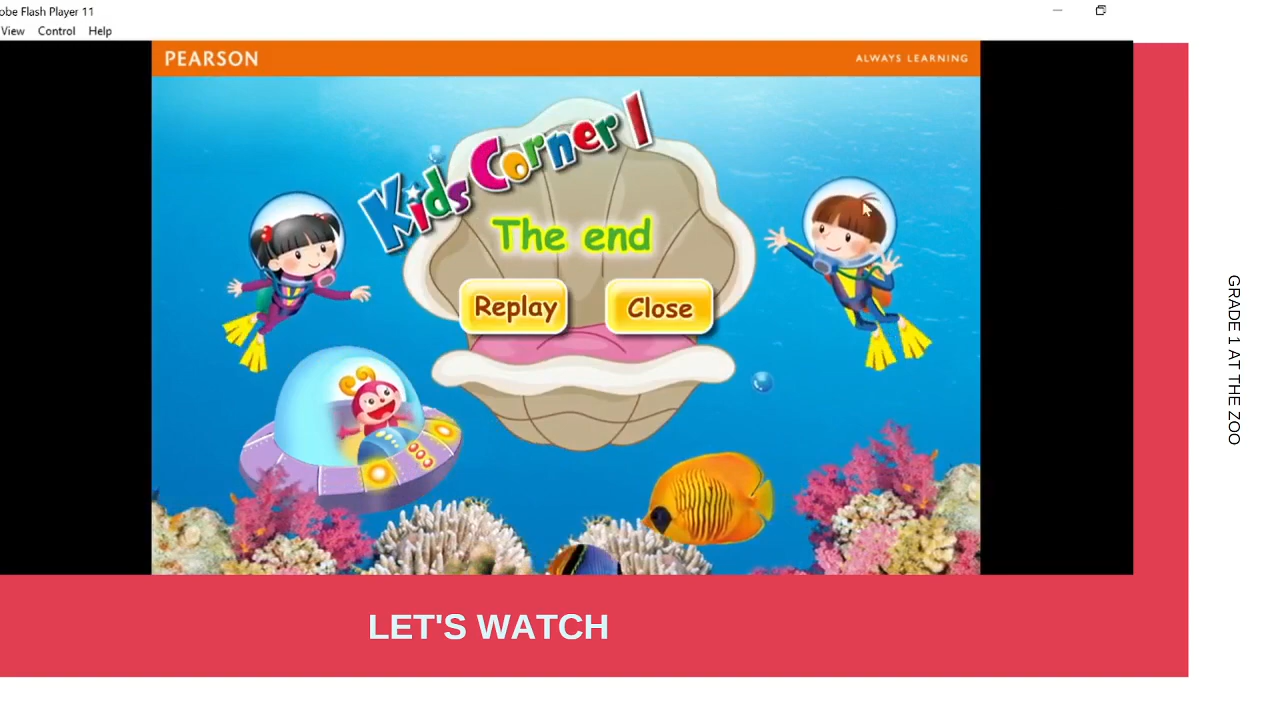 obe Flash Player 11
View Control Help
PEARSON
ALWAYS LEARNING
Kids Corner 1
The end
Replay
Close
GRADE 1 AT THE ZOO
LET'S WATCH